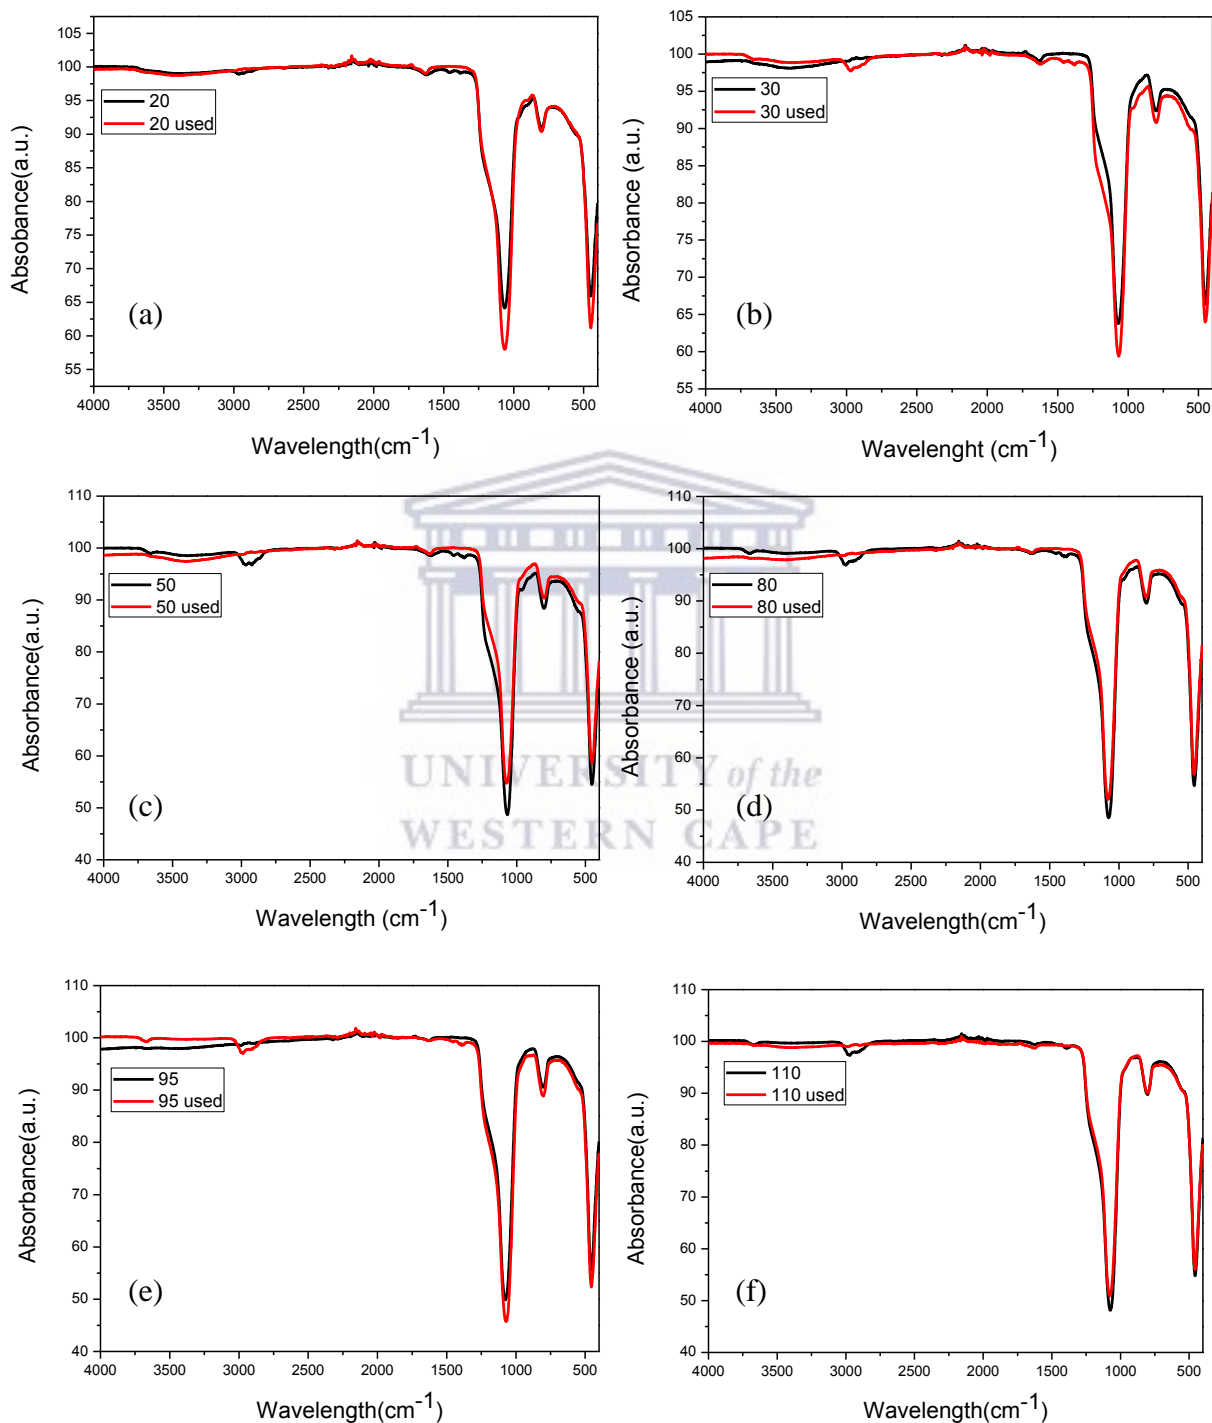 105
100
95
90
85
80
75
70
65
60
55
Absobance(a.u.)
20
20 used
(a)
4000 3500 3000 2500 2000 1500 1000 500
Wavelength(cm-1)
105
100
95
90
85
80
75
70
65
60
55
Absorbance (a.u.)
30
30 used
(b)
4000 3500 3000 2500 2000 1500 1000 500
Wavelenght (cm-1)
110
100
90
80
70
60
50
40
Absorbance(a.u.)
50
50 used
(c)
4000 3500 3000 2500 2000 1500 1000 500
Wavelength (cm-1)
110
100
90
80
70
60
50
40
Absorbance (a.u.)
80
80 used
(d)
4000 3500 3000 2500 2000 1500 1000 500
Wavelength(cm-1)
UNIVERSITY of the
WESTERN CAPE
110
100
90
80
70
60
50
40
Absorbance(a.u.)
95
95 used
(e)
4000 3500 3000 2500 2000 1500 1000 500
Wavelength(cm-1)
110
100
90
80
70
60
50
40
Absorbance(a.u.)
110
110 used
(f)
4000 3500 3000 2500 2000 1500 1000 500
Wavelength(cm-1)